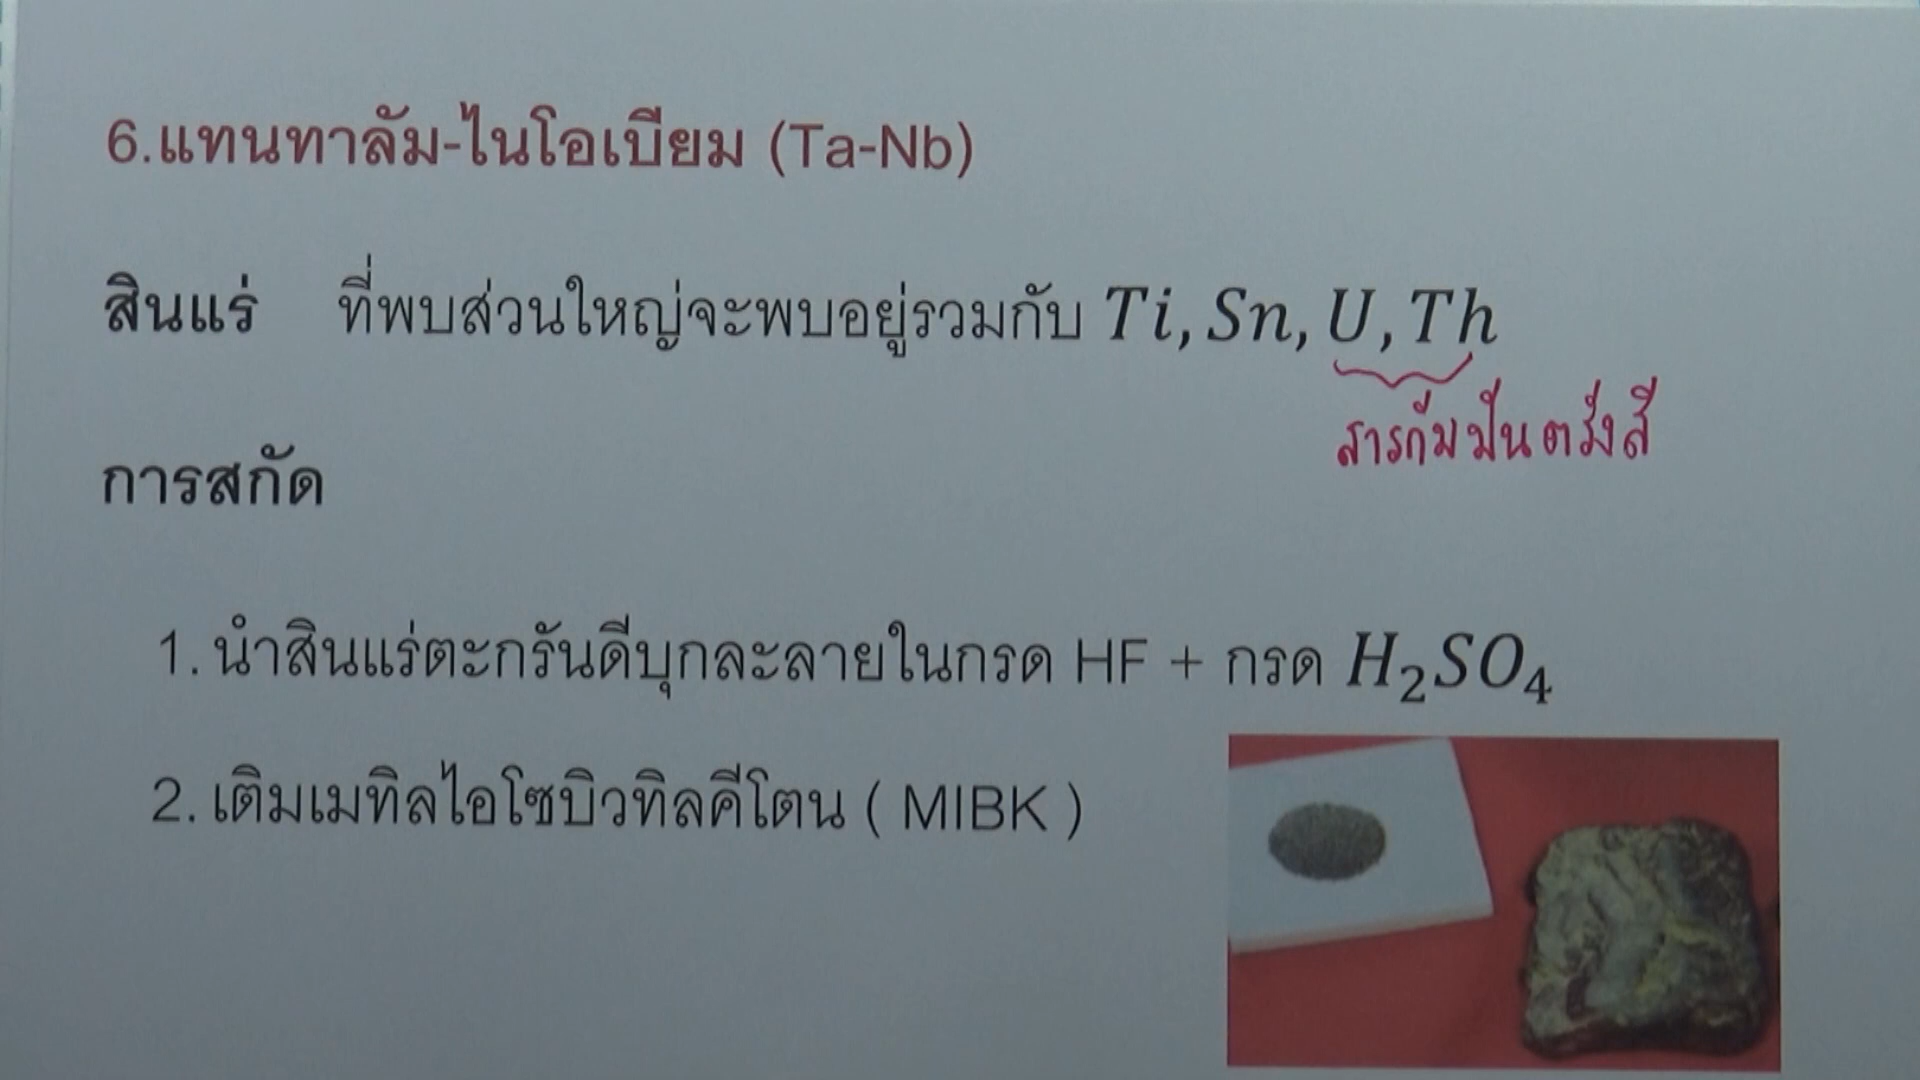 6.แทนทาลัม-ไนโอเบียม (Ta-Nb)
สินแร่ ที่พบส่วนใหญ่จะพบอยู่รวมกับ Ti, Sn, U, Th
สารกัมมันตรังสี
การสกัด
1. นำสินแร่ตะกรันดีบุกละลายในกรด HF + กรด H₂SO₄
2. เติมเมทิลไอโซบิวทิลคีโตน ( MIBK )